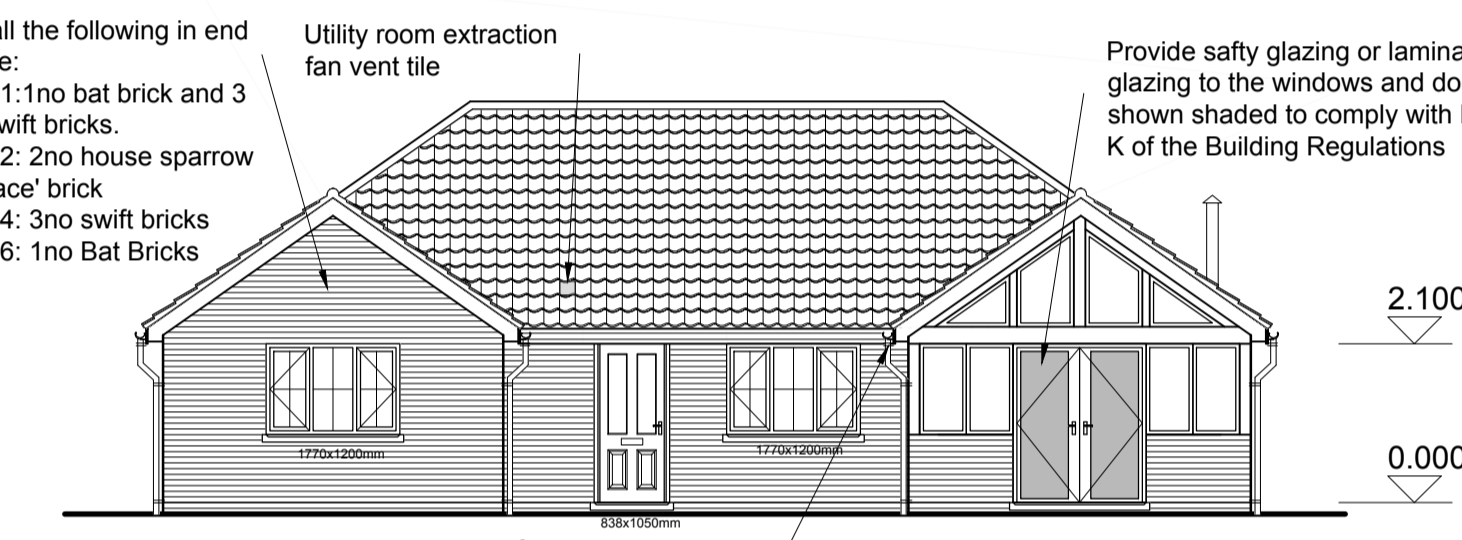 all the following in end
e:
1:1no bat brick and 3
wift bricks.
2: 2no house sparrow
ace' brick
4: 3no swift bricks
6: 1no Bat Bricks
Utility room extraction
fan vent tile
Provide safty glazing or lamina
glazing to the windows and do
shown shaded to comply with
K of the Building Regulations
2.100
0.000
1770x1200mm
1770x1200mm
838x1050mm